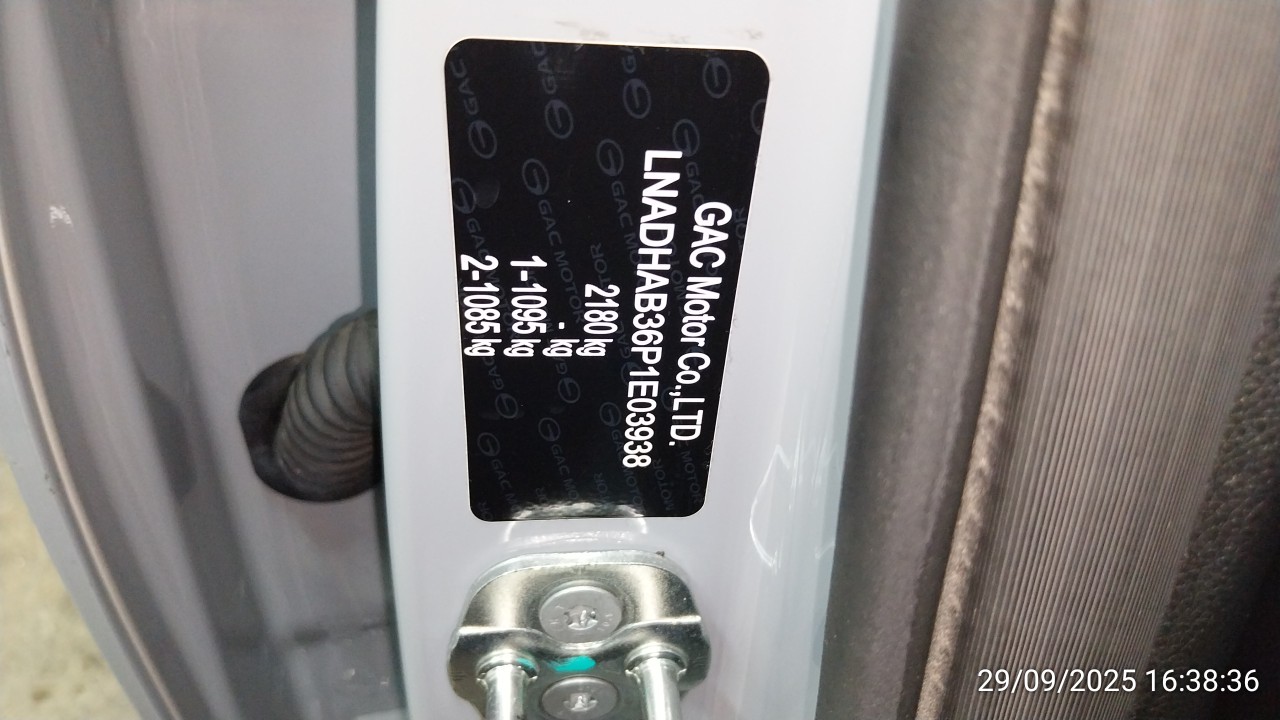 GAC Motor Co.,LTD.
LNADHAB36P1E03938
2180 kg
- kg
1-1095 kg
2-1085 kg
29/09/2025 16:38:36